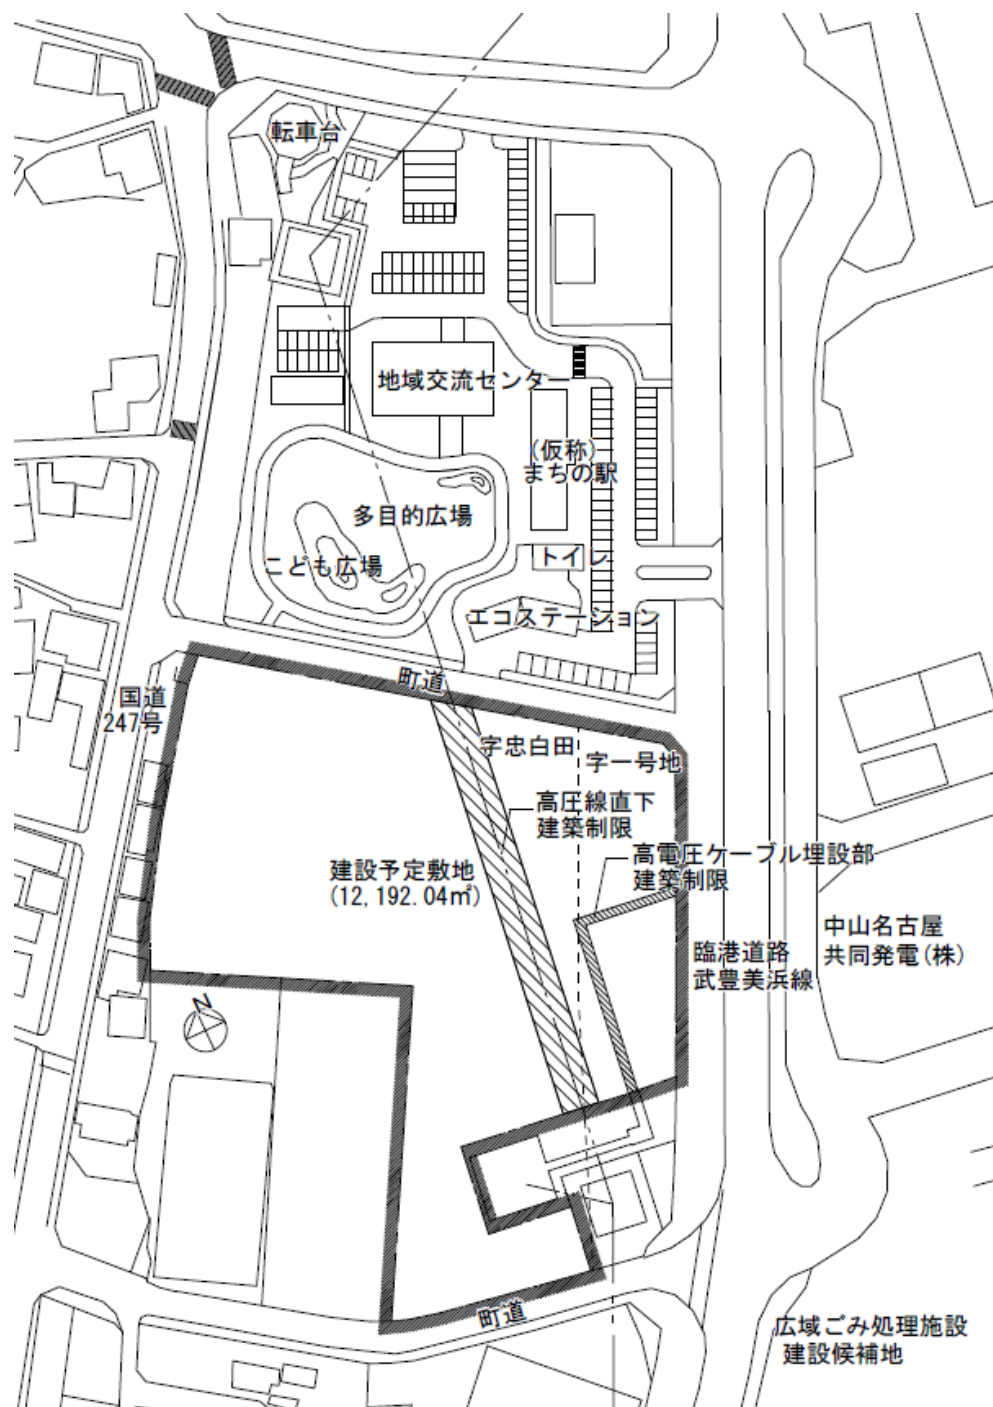 転車台
地域交流センター
(仮称)
まちの駅
多目的広場
こども広場
トイレ
エコステーション
町道
国道
247号
字忠白田
字一号地
高圧線直下
建築制限
高電圧ケーブル埋設部
建築制限
建設予定敷地
(12,192.04㎡)
中山名古屋
共同発電(株)
臨港道路
武豊美浜線
N
町道
広域ごみ処理施設
建設候補地